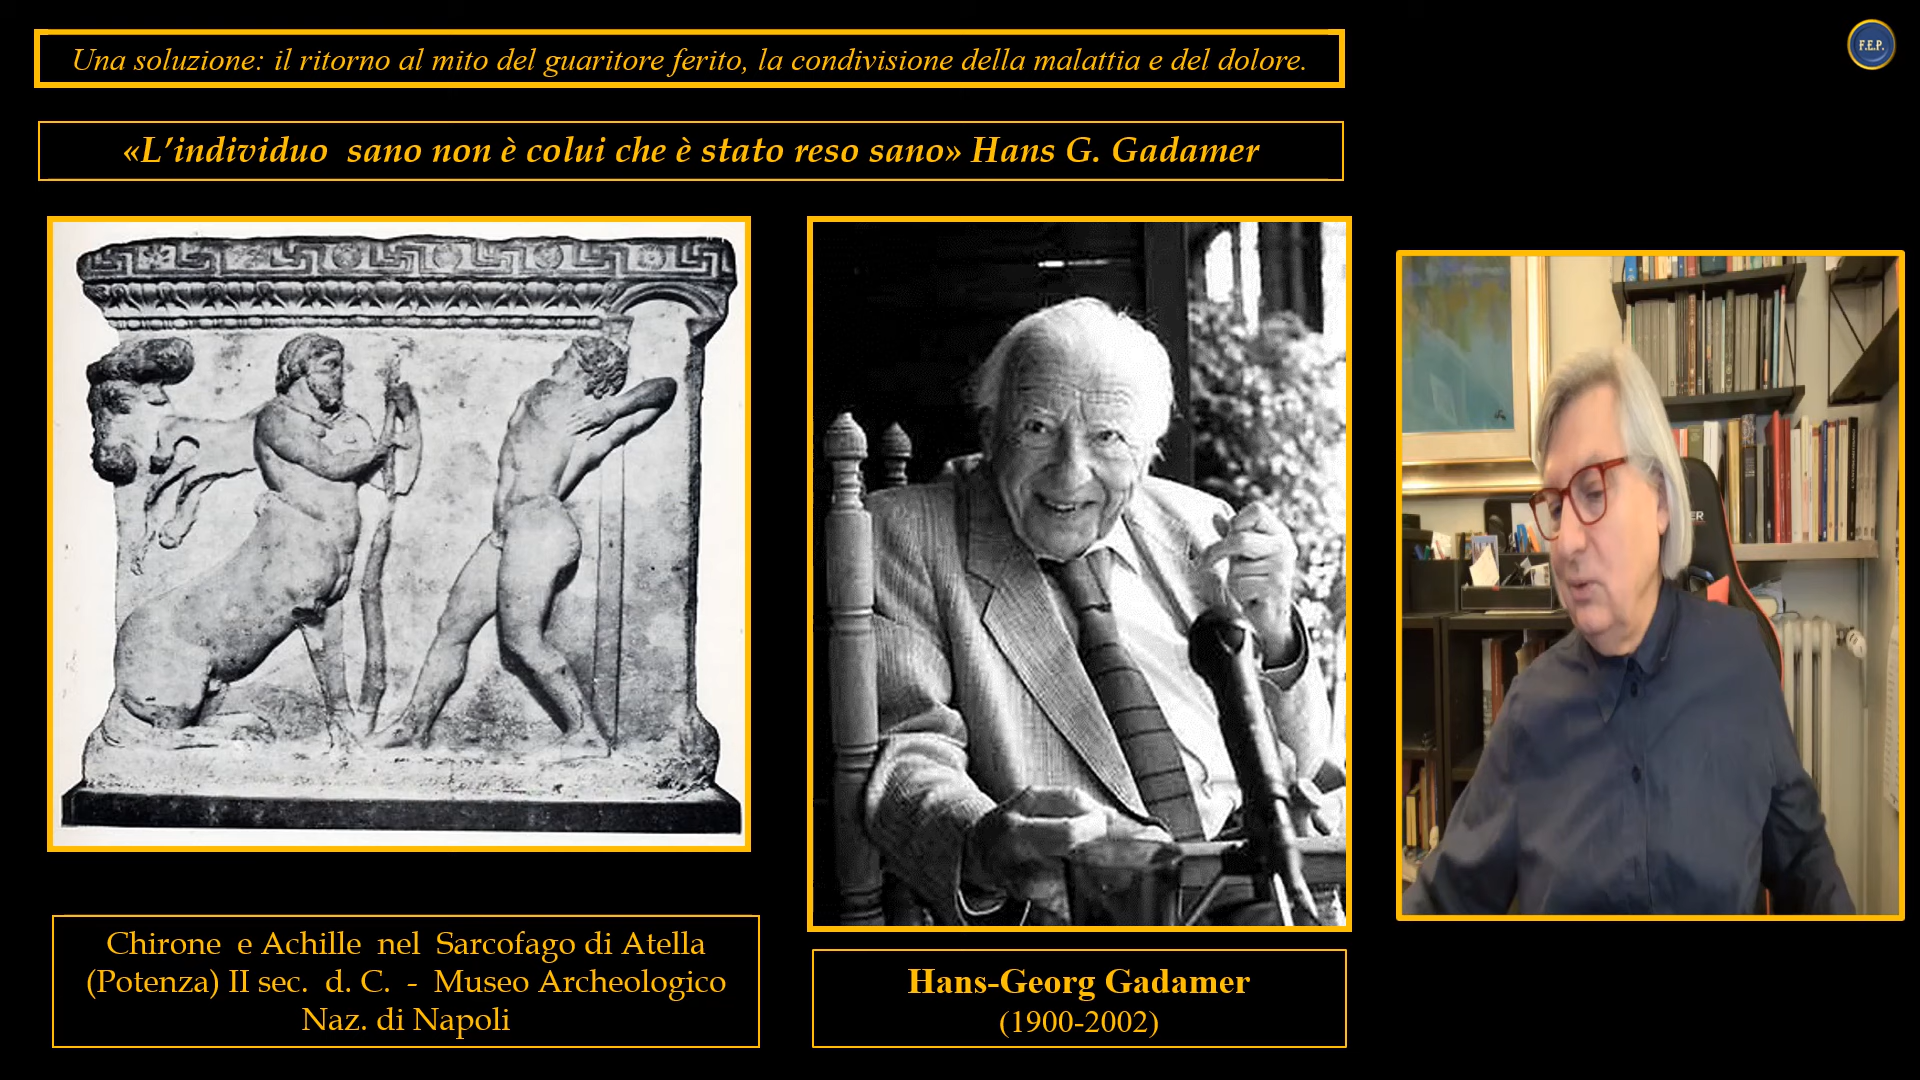 Una soluzione: il ritorno al mito del guaritore ferito, la condivisione della malattia e del dolore.
F.E.P.
«L’individuo sano non è colui che è stato reso sano» Hans G. Gadamer
Chirone e Achille nel Sarcofago di Atella
(Potenza) II sec. d. C. - Museo Archeologico
Naz. di Napoli
Hans-Georg Gadamer
(1900-2002)